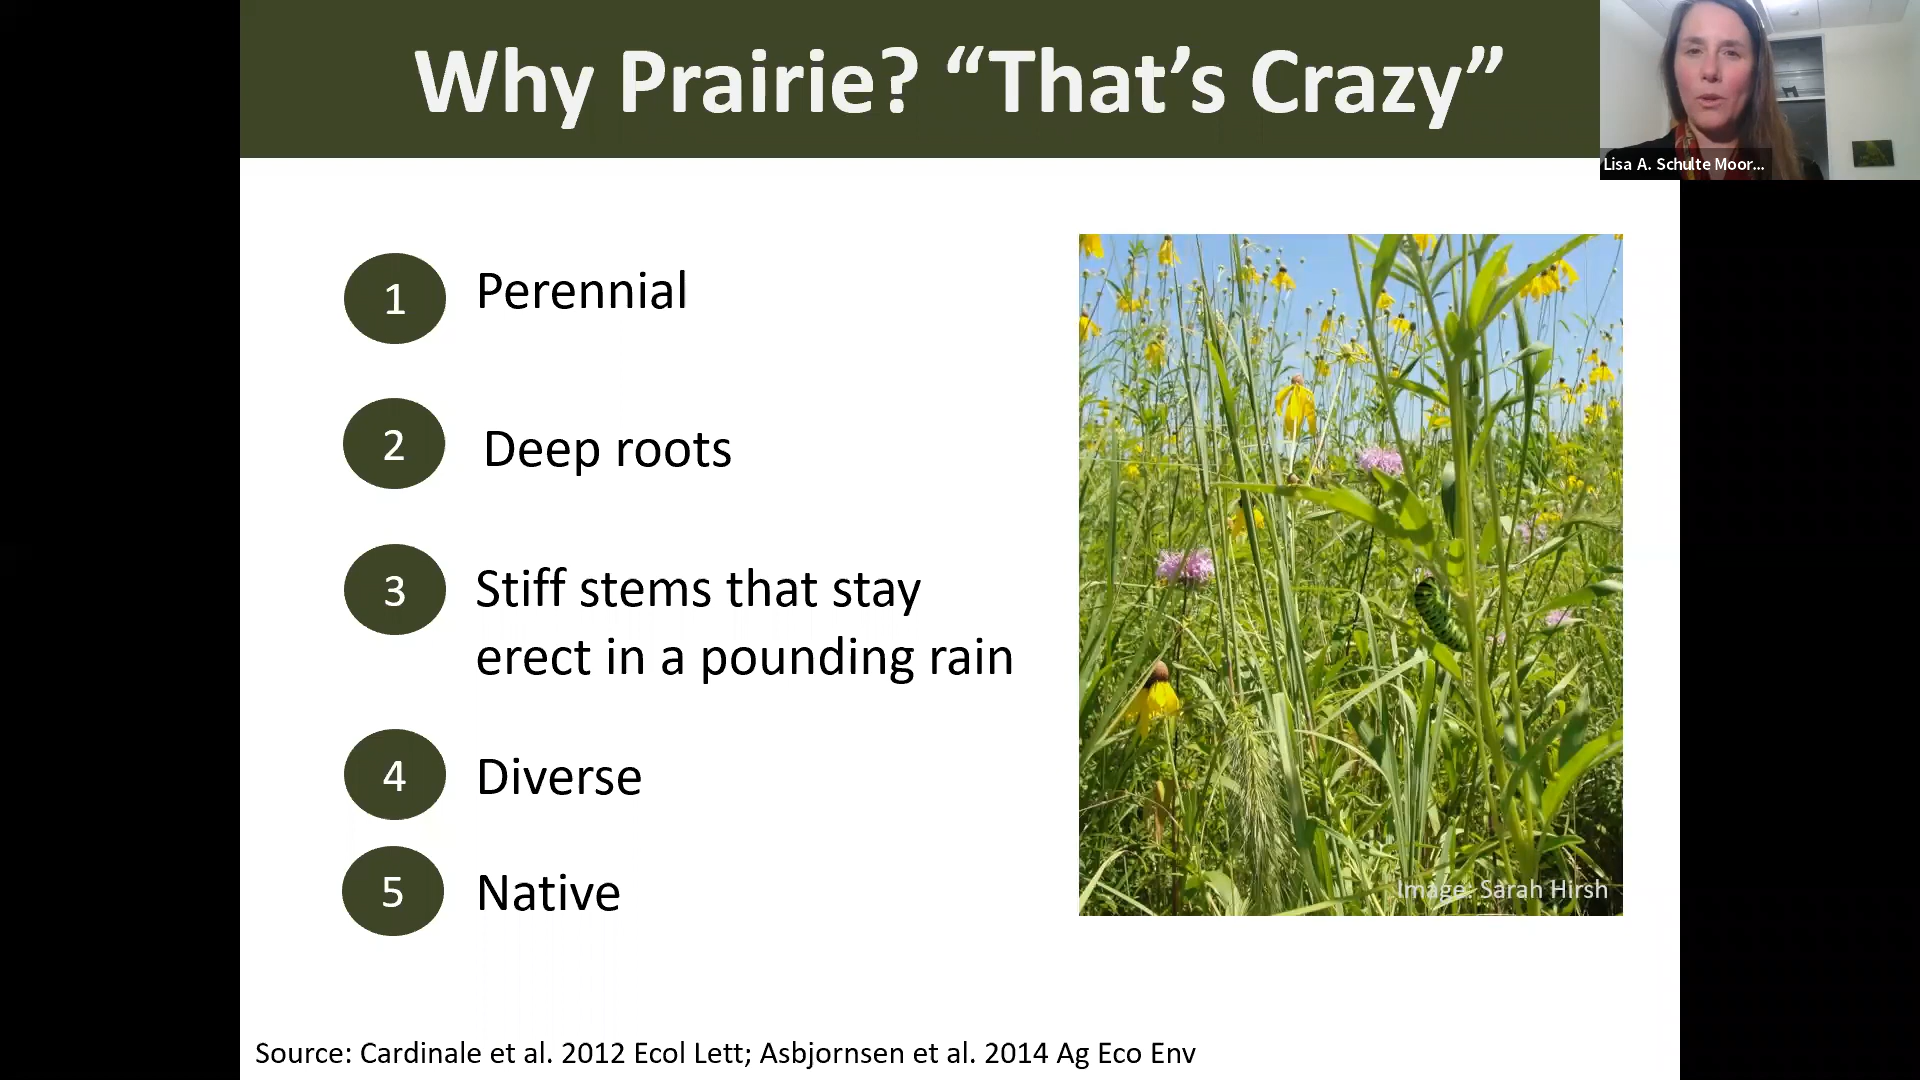 Why Prairie? “That’s Crazy”
Lisa A. Schulte Moor...
1 Perennial
2 Deep roots
3 Stiff stems that stay
erect in a pounding rain
4 Diverse
5 Native
Image: Sarah Hirsh
Source: Cardinale et al. 2012 Ecol Lett; Asbjornsen et al. 2014 Ag Eco Env